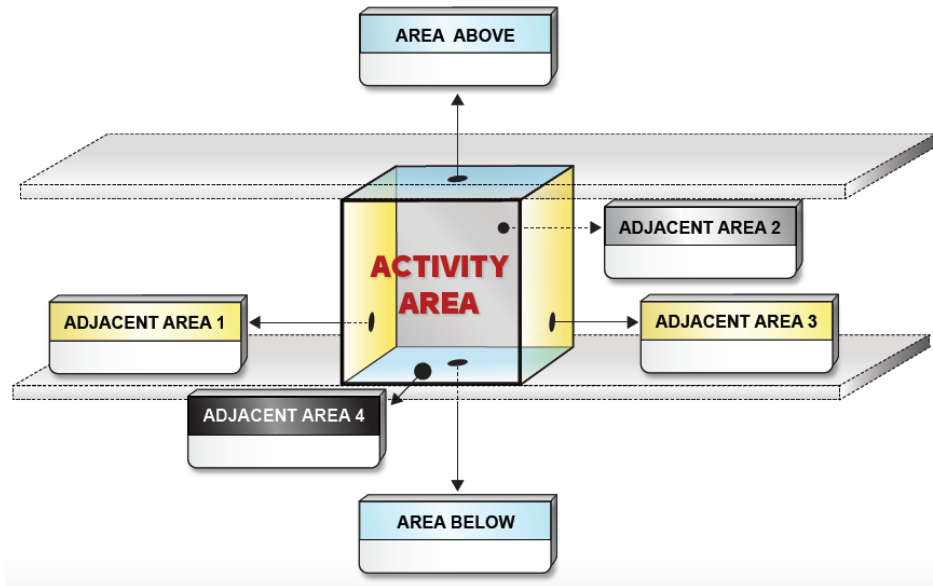 AREA ABOVE
ADJACENT AREA 2
ACTIVITY
AREA
ADJACENT AREA 1
ADJACENT AREA 3
ADJACENT AREA 4
AREA BELOW